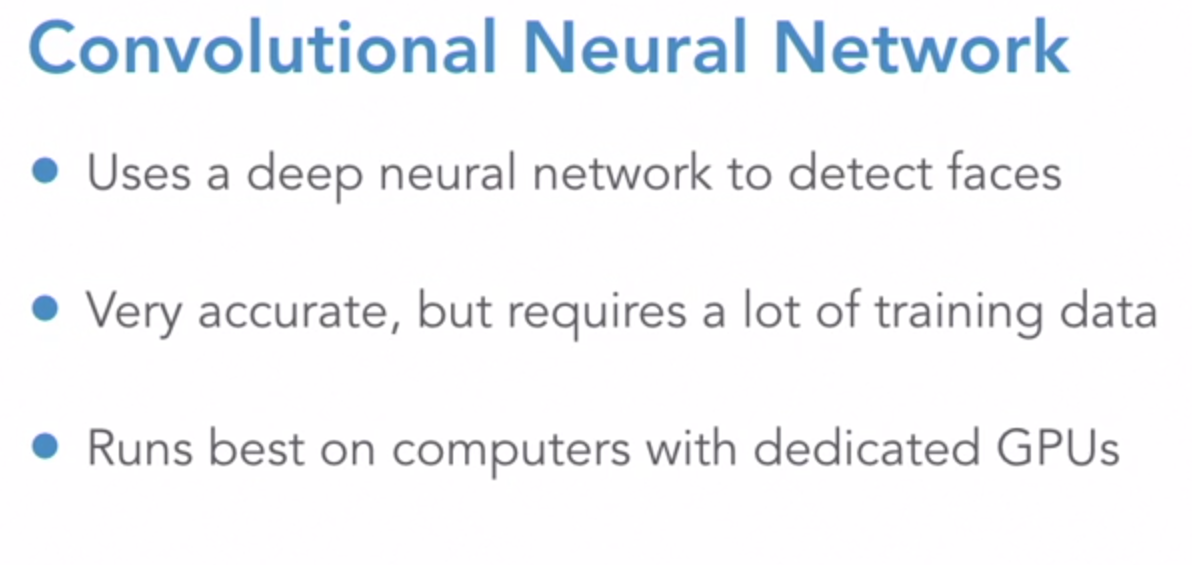 Convolutional Neural Network
• Uses a deep neural network to detect faces
• Very accurate, but requires a lot of training data
• Runs best on computers with dedicated GPUs